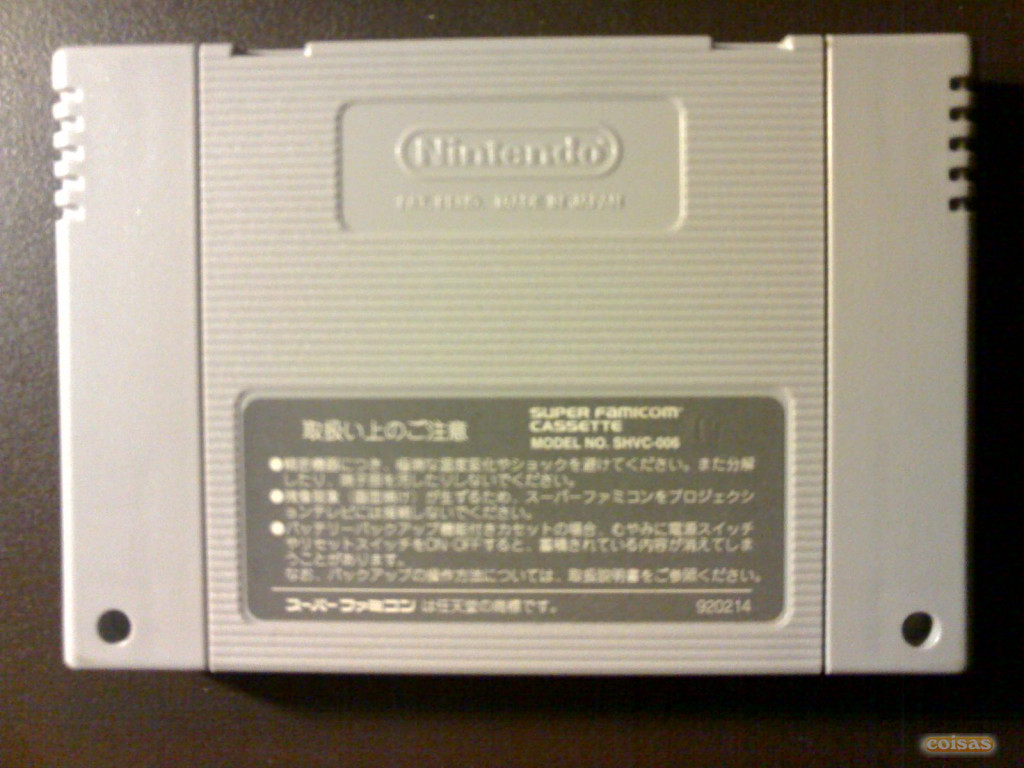 Nintendo
MADE IN JAPAN
取扱い上のご注意
SUPER FAMICOM
CASSETTE
MODEL NO. SHVC-006
●精密機器につき、極端な温度変化やショックを避けてください。また分解
したり、端子部を汚したりしないでください。
●残像現象(画面焼け)が生ずるため、スーパーファミコンをプロジェクシ
ョンテレビには接続しないでください。
●バッテリーバックアップ機能付きカセットの場合、むやみに電源スイッチ
やリセットスイッチをON OFFすると、蓄積されている内容が消えてしま
うことがあります。
なお、バックアップの操作方法については、取扱説明書をご参照ください。
スーパーファミコンは任天堂の商標です。 920214
coisas